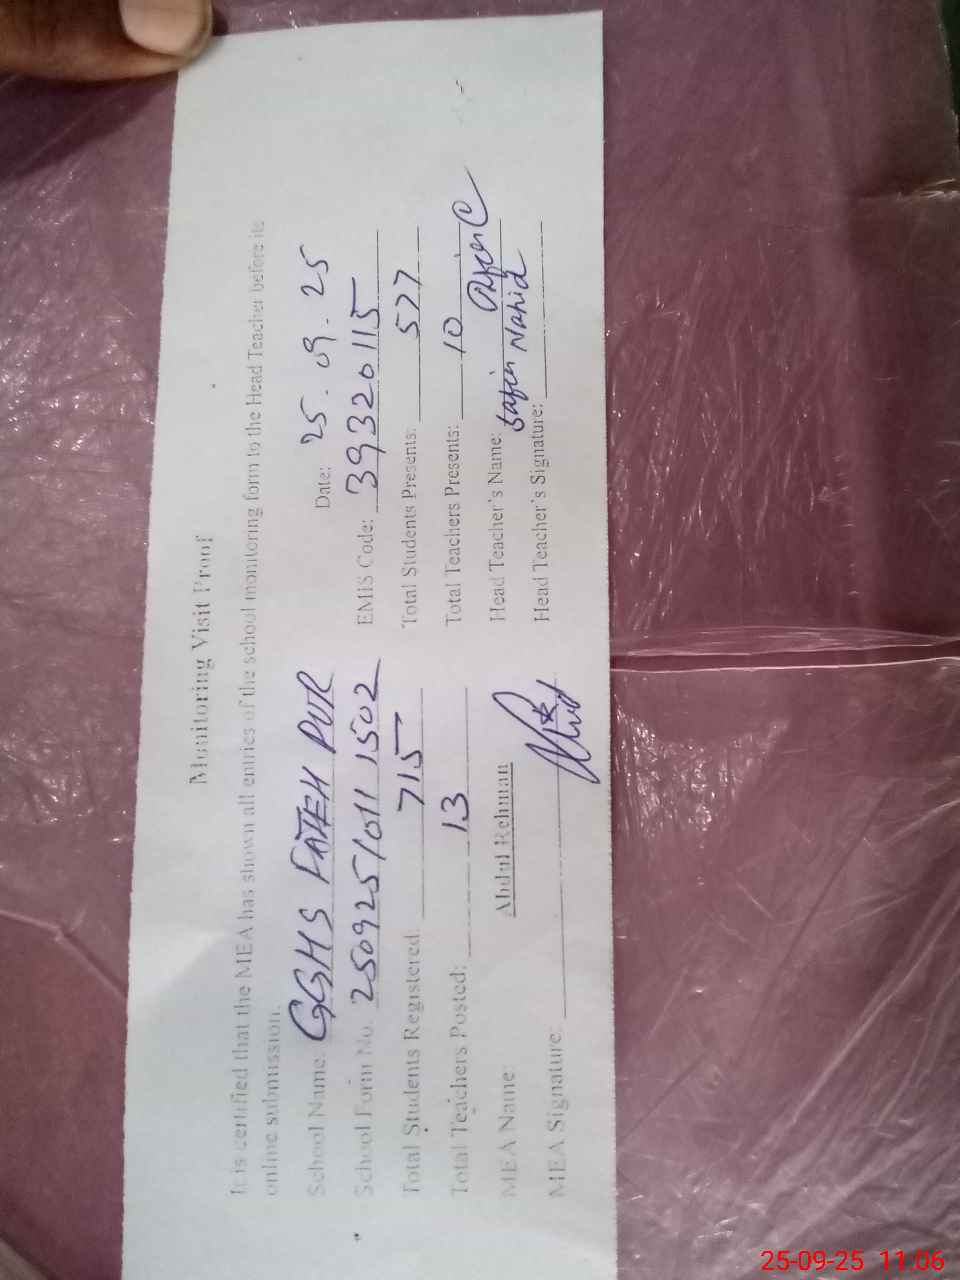 Monitoring Visit Proof
It is certified that the MEA has shown all entries of the school monitoring form to the Head Teacher before its
online submission.
School Name: GGHS FATEH PUR Date: 25.09.25
School Form No. 250925/011 1502 EMIS Code: 39320115
Total Students Registered: 715 Total Students Presents: 527
Total Teachers Posted: 13 Total Teachers Presents: 10
MEA Name: Abdul Rehman Head Teacher's Name: Nahid
MEA Signature: Head Teacher's Signature:
25-09-25 11:06